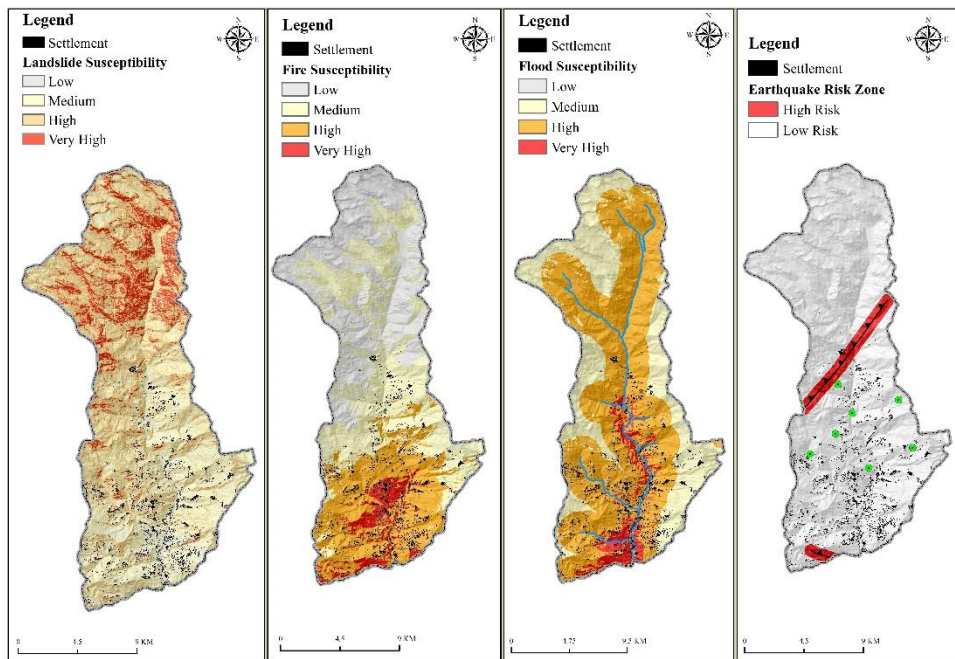 Legend
Settlement
Landslide Susceptibility
Low
Medium
High
Very High
N
W E
S
0 4.5 9 KM
Legend
Settlement
Fire Susceptibility
Low
Medium
High
Very High
N
W E
S
0 4.5 9 KM
Legend
Settlement
Flood Susceptibility
Low
Medium
High
Very High
N
W E
S
0 4.75 9.5 KM
Legend
Settlement
Earthquake Risk Zone
High Risk
Low Risk
N
W E
S
0 4.5 9 KM